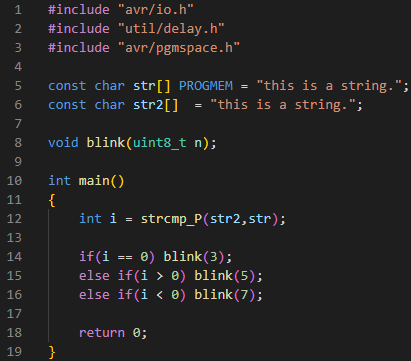 1 #include "avr/io.h"
2 #include "util/delay.h"
3 #include "avr/pgmspace.h"
4
5 const char str[] PROGMEM = "this is a string.";
6 const char str2[]  = "this is a string.";
7
8 void blink(uint8_t n);
9
10 int main()
11 {
12     int i = strcmp_P(str2,str);
13
14     if(i == 0) blink(3);
15     else if(i > 0) blink(5);
16     else if(i < 0) blink(7);
17
18     return 0;
19 }